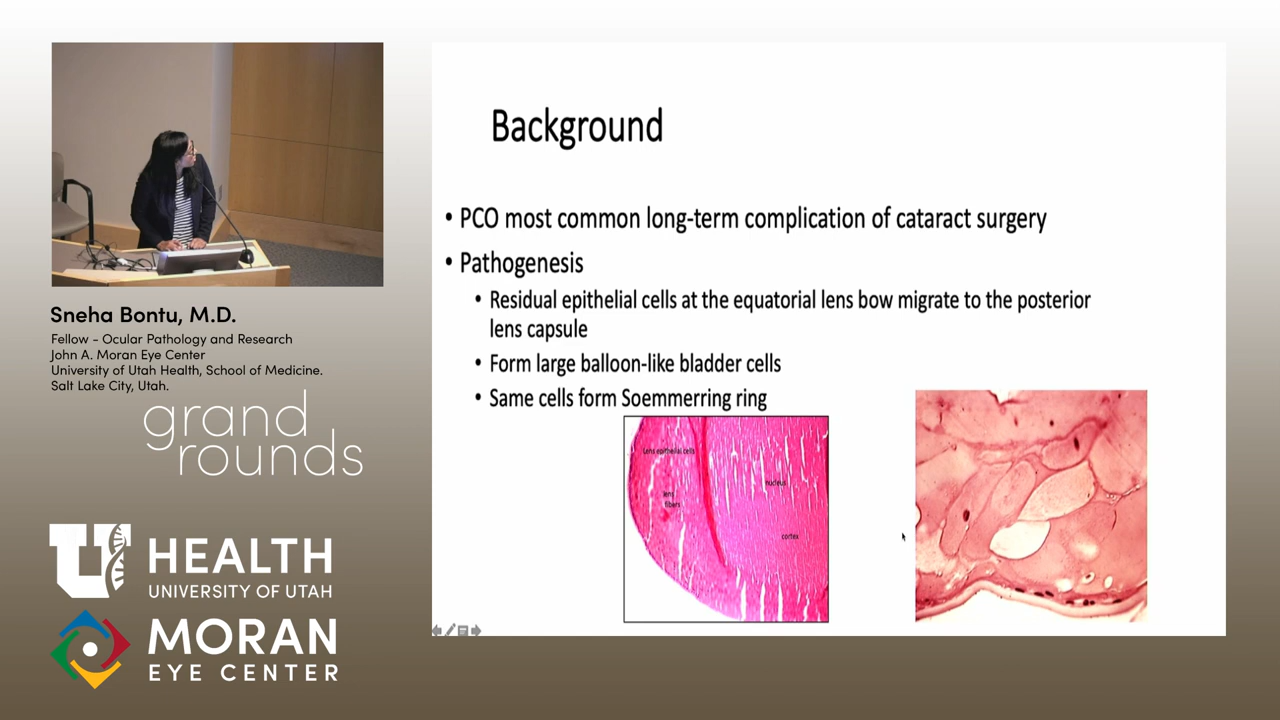 Background
• PCO most common long-term complication of cataract surgery
• Pathogenesis
• Residual epithelial cells at the equatorial lens bow migrate to the posterior
lens capsule
• Form large balloon-like bladder cells
• Same cells form Soemmerring ring
Lens epithelial cells
nucleus
lens
fibers
cortex
Sneha Bontu, M.D.
Fellow - Ocular Pathology and Research
John A. Moran Eye Center
University of Utah Health, School of Medicine.
Salt Lake City, Utah.
grand
rounds
U HEALTH
UNIVERSITY OF UTAH
MORAN
EYE CENTER